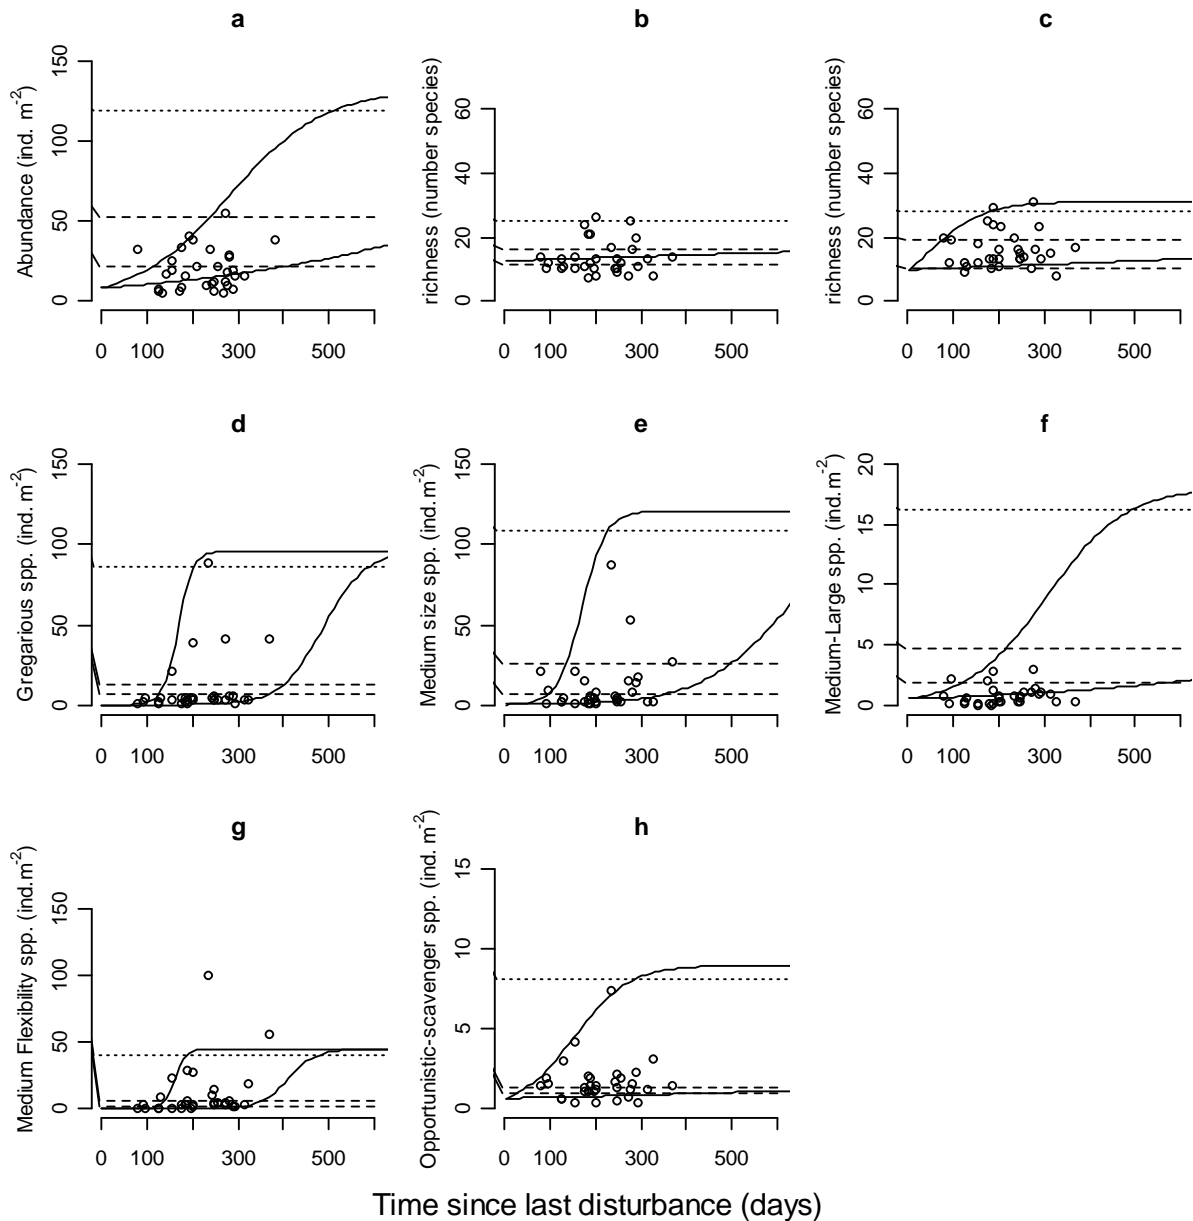 a
Abundance (ind. m-2)
0 50 100 150
0 100 300 500
b
richness (number species)
0 20 40 60
0 100 300 500
c
richness (number species)
0 20 40 60
0 100 300 500
d
Gregarious spp. (ind.m-2)
0 50 100 150
0 100 300 500
e
Medium size spp. (ind.m-2)
0 50 100 150
0 100 300 500
f
Medium-Large spp. (ind.m-2)
0 5 10 15 20
0 100 300 500
g
Medium Flexibility spp. (ind.m-2)
0 50 100 150
0 100 300 500
h
Opportunistic-scavenger spp. (ind. m-2)
0 5 10 15
0 100 300 500
Time since last disturbance (days)